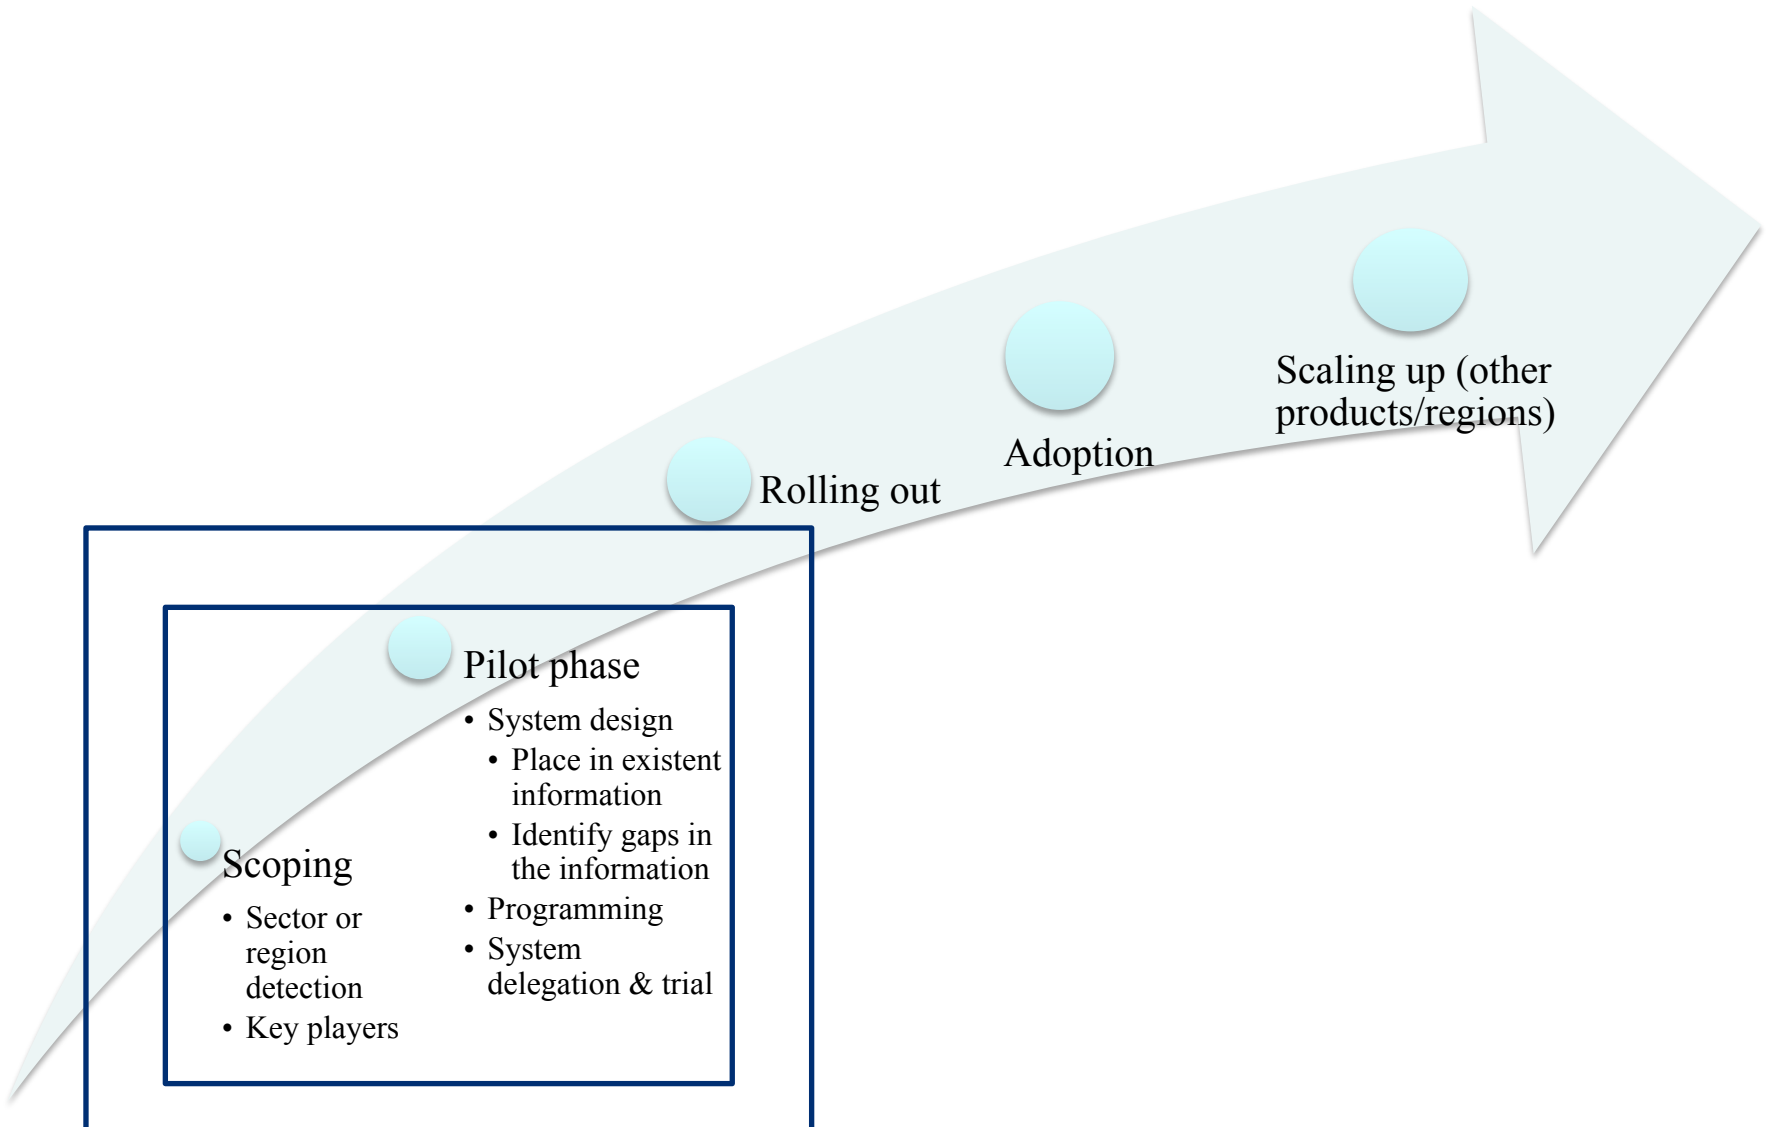 Scaling up (other
products/regions)
Adoption
Rolling out
Pilot phase
• System design
• Place in existent
information
• Identify gaps in
the information
• Programming
• System
delegation & trial
Scoping
• Sector or
region
detection
• Key players